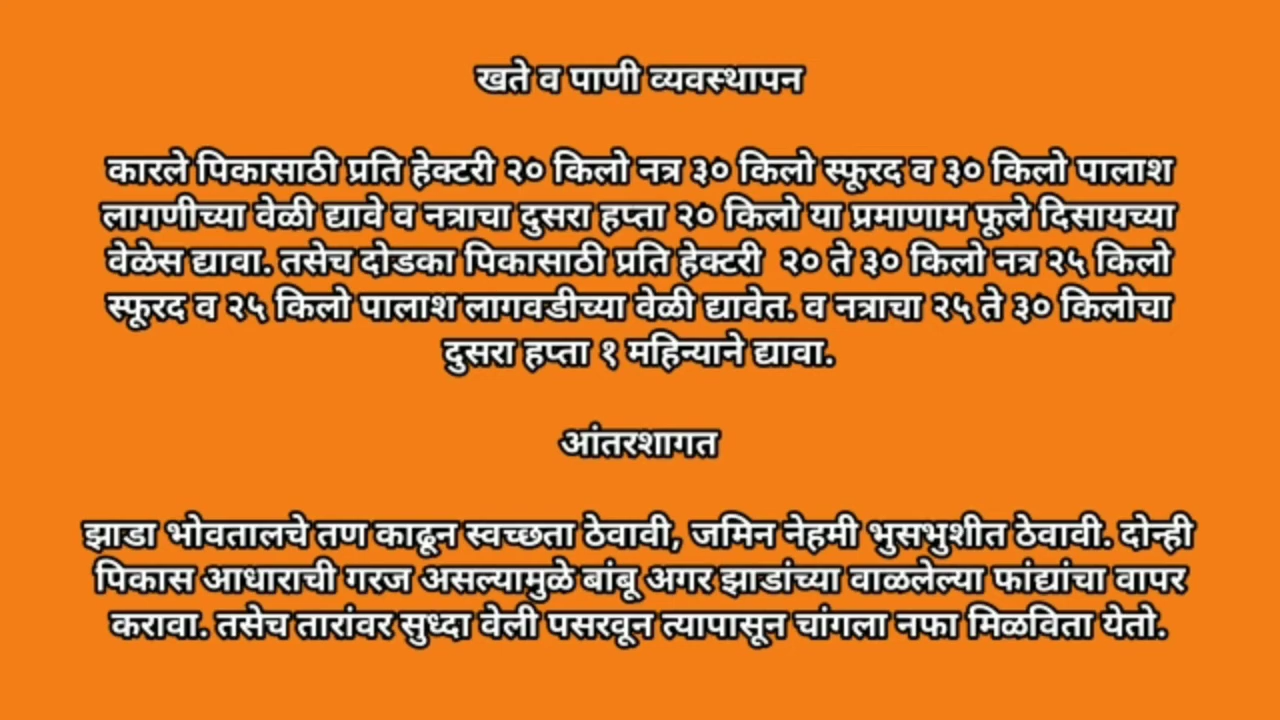 खते व पाणी व्यवस्थापन
कारले पिकासाठी प्रति हेक्टरी २० किलो नत्र ३० किलो स्फूरद व ३० किलो पालाश
लागणीच्या वेळी द्यावे व नत्राचा दुसरा हप्ता २० किलो या प्रमाणाम फूले दिसायच्या
वेळेस द्यावा. तसेच दोडका पिकासाठी प्रति हेक्टरी २० ते ३० किलो नत्र २५ किलो
स्फूरद व २५ किलो पालाश लागवडीच्या वेळी द्यावेत. व नत्राचा २५ ते ३० किलोचा
दुसरा हप्ता १ महिन्याने द्यावा.
आंतरशागत
झाडा भोवतालचे तण काढून स्वच्छता ठेवावी, जमिन नेहमी भुसभुशीत ठेवावी. दोन्ही
पिकास आधाराची गरज असल्यामुळे बांबू अगर झाडांच्या वाळलेल्या फांद्यांचा वापर
करावा. तसेच तारांवर सुध्दा वेली पसरवून त्यापासून चांगला नफा मिळविता येतो.